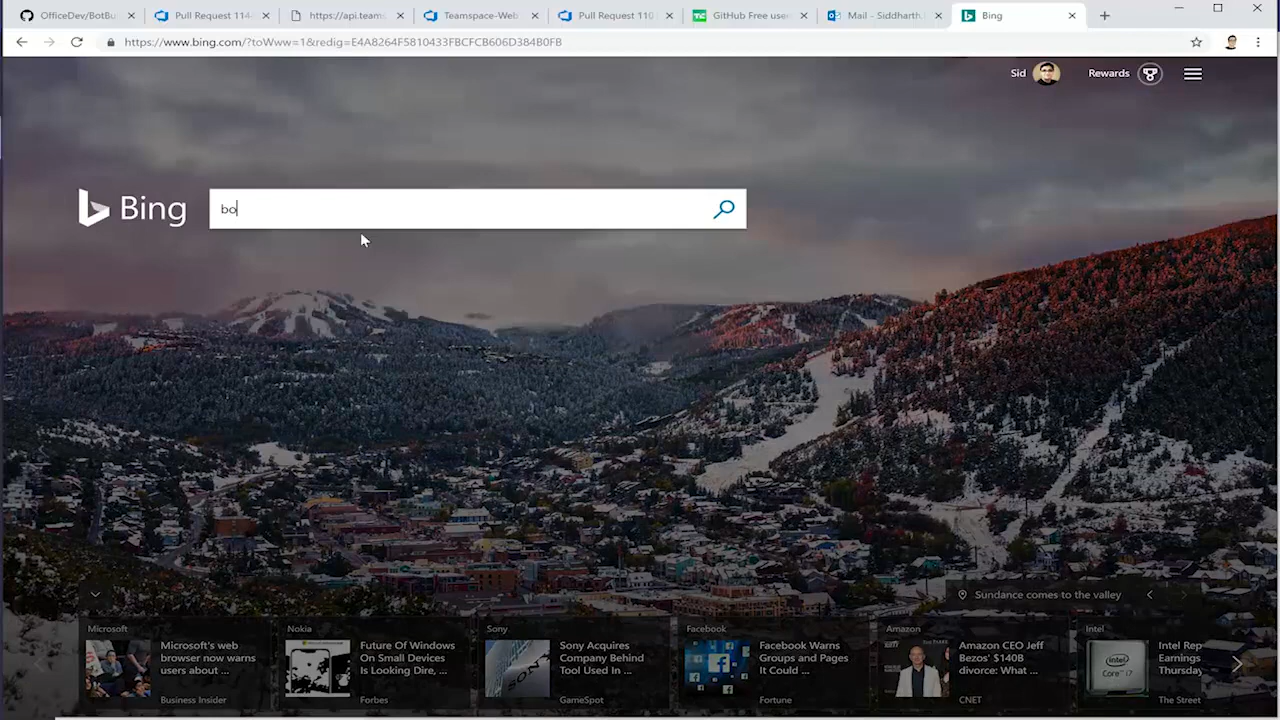 OfficeDev/BotBu
Pull Request 114
https://api.teams
Teamspace-Web
Pull Request 110
GitHub Free user
Mail - Siddharth
Bing
https://www.bing.com/?toWww=1&redig=E4A8264F5810433FBCFCB606D384B0FB
Sid
Rewards
Bing
bo
Sundance comes to the valley
Microsoft
Microsoft's web
browser now warns
users about ...
Business Insider
Nokia
Future Of Windows
On Small Devices
Is Looking Dire, ...
Forbes
Sony
Sony Acquires
Company Behind
Tool Used In ...
GameSpot
Facebook
Facebook Warns
Groups and Pages
It Could ...
Fortune
Amazon
Amazon CEO Jeff
Bezos' $140B
divorce: What ...
CNET
Intel
Intel Rep
Earnings
Thursday
The Street